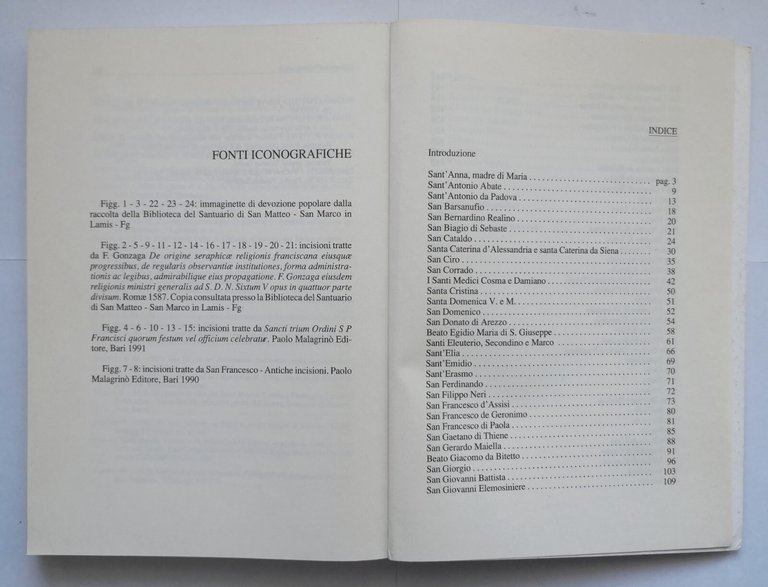 FONTI ICONOGRAFICHE
Figg. 1 - 3 - 22 - 23 - 24: immaginette di devozione popolare dalla
raccolta della Biblioteca del Santuario di San Matteo - San Marco in
Lamis - Fg
Figg. 2 - 5 - 9 - 11 - 12 - 14 - 16 - 17 - 18 - 19 - 20 - 21: incisioni tratte
da F. Gonzaga De origine seraphicæ religionis franciscana eiusquæ
progressibus, de regularis observantiæ institutiones, forma administra-
tionis ac legibus, admirabilique eius propagatione. F. Gonzaga eiusdem
religionis ministri generalis ad S. D. N. Sixtum V opus in quattuor parte
divisum. Romæ 1587. Copia consultata presso la Biblioteca del Santuario
di San Matteo - San Marco in Lamis - Fg
Figg. 4 - 6 - 10 - 13 - 15: incisioni tratte da Sancti trium Ordini S P
Francisci quorum festum vel officium celebratur. Paolo Malagrinò Edi-
tore, Bari 1991
Figg. 7 - 8: incisioni tratte da San Francesco - Antiche incisioni. Paolo
Malagrinò Editore, Bari 1990
INDICE
Introduzione
Sant'Anna, madre di Maria pag. 3
Sant'Antonio Abate 9
Sant'Antonio da Padova 13
San Barsanufio 18
San Bernardino Realino 20
San Biagio di Sebaste 21
San Cataldo 24
Santa Caterina d'Alessandria e santa Caterina da Siena 30
San Ciro 35
San Corrado 38
I Santi Medici Cosma e Damiano 42
Santa Cristina 50
Santa Domenica V. e M. 51
San Domenico 52
San Donato di Arezzo 54
Beato Egidio Maria di S. Giuseppe 58
Santi Eleuterio, Secondino e Marco 61
Sant'Elia 66
Sant'Emidio 69
Sant'Erasmo 70
San Ferdinando 71
San Filippo Neri 72
San Francesco d'Assisi 73
San Francesco de Geronimo 80
San Francesco di Paola 81
San Gaetano di Thiene 85
San Gerardo Maiella 88
Beato Giacomo da Bitetto 91
San Giorgio 96
San Giovanni Battista 103
San Giovanni Elemosiniere 109